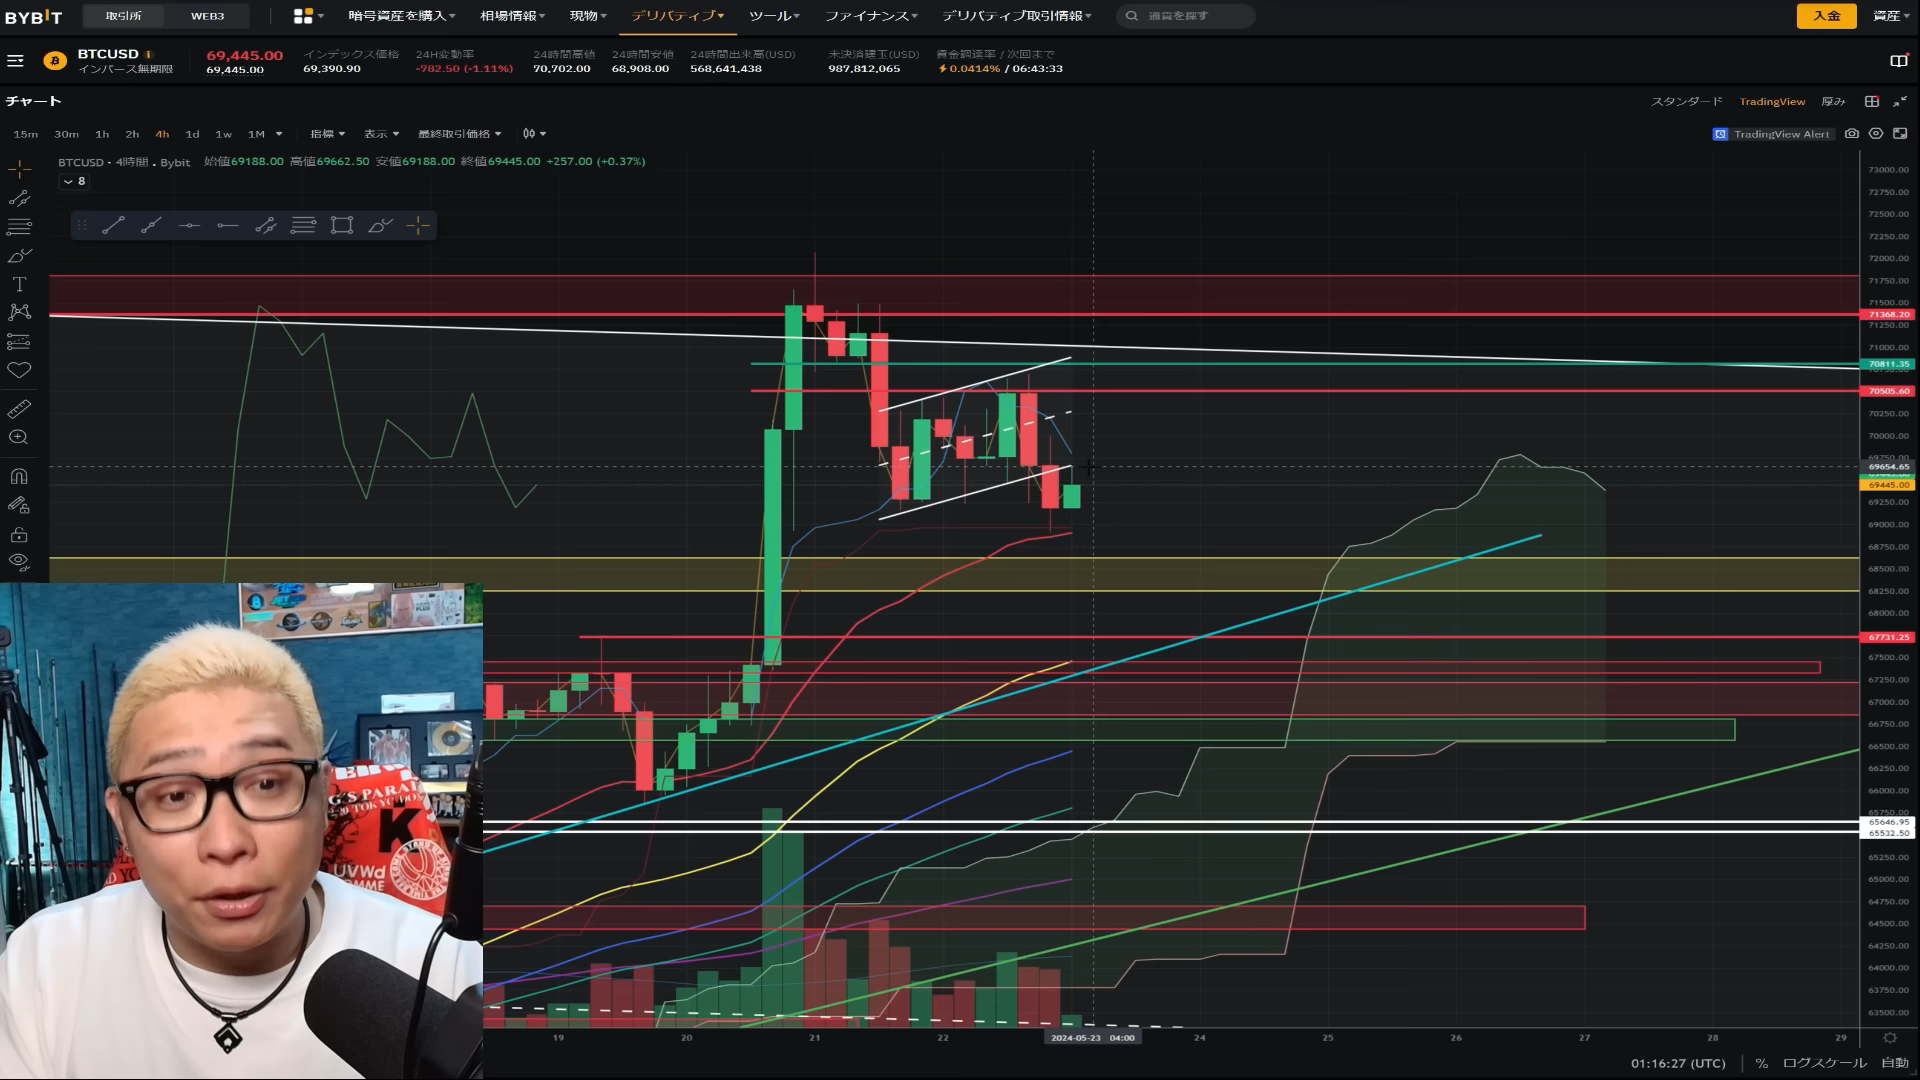 BYBIT 取引所 WEB3 暗号資産を購入 相場情報 現物 デリバティブ ツール ファイナンス デリバティブ取引情報 通貨を探す 入金 資産
BTCUSD
インバース無期限
69,445.00
69,445.00
インデックス価格
69,390.90
24H変動率
-782.50 (-1.11%)
24時間高値
70,702.00
24時間安値
68,908.00
24時間出来高(USD)
568,641,438
未決済建玉(USD)
987,812,065
資金調達率 / 次回まで
0.0414% / 06:43:33
チャート
スタンダード TradingView 厚み
15m 30m 1h 2h 4h 1d 1w 1M 指標 表示 最終取引価格
TradingView Alert
BTCUSD・4時間 . Bybit 始値69188.00 高値69662.50 安値69188.00 終値69445.00 +257.00 (+0.37%)
8
73000.00
72750.00
72500.00
72250.00
72000.00
71750.00
71500.00
71368.20
71250.00
71000.00
70811.35
70505.60
70250.00
70000.00
69654.65
69445.00
69250.00
69000.00
68750.00
68500.00
68250.00
68000.00
67731.25
67500.00
67250.00
67000.00
66750.00
66500.00
66250.00
66000.00
65646.95
65532.50
65250.00
65000.00
64750.00
64500.00
64250.00
64000.00
63750.00
63500.00
K
UVWd
19 20 21 22 2024-05-23 04:00 24 25 26 27 28 29
01:16:27 (UTC) % ログスケール 自動